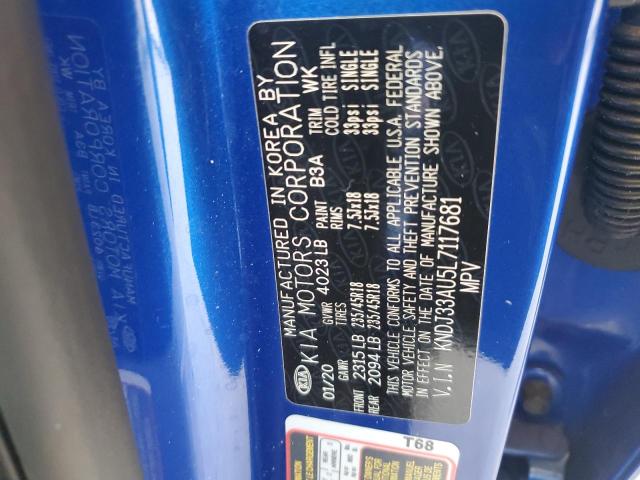 MANUFACTURED IN KOREA BY
KIA KIA MOTORS CORPORATION
01/20 GVWR 4023 LB PAINT B3A TRIM WK
GAWR RIMS COLD TIRE INFL
FRONT 2315 LB 235/45R18 7.5Jx18 33psi SINGLE
REAR 2094 LB 235/45R18 7.5Jx18 33psi SINGLE
THIS VEHICLE CONFORMS TO ALL APPLICABLE U.S.A. FEDERAL
MOTOR VEHICLE SAFETY AND THEFT PREVENTION STANDARDS
IN EFFECT ON THE DATE OF MANUFACTURE SHOWN ABOVE.
V.I.N KNDJ33AU5L7117681
MPV
T68